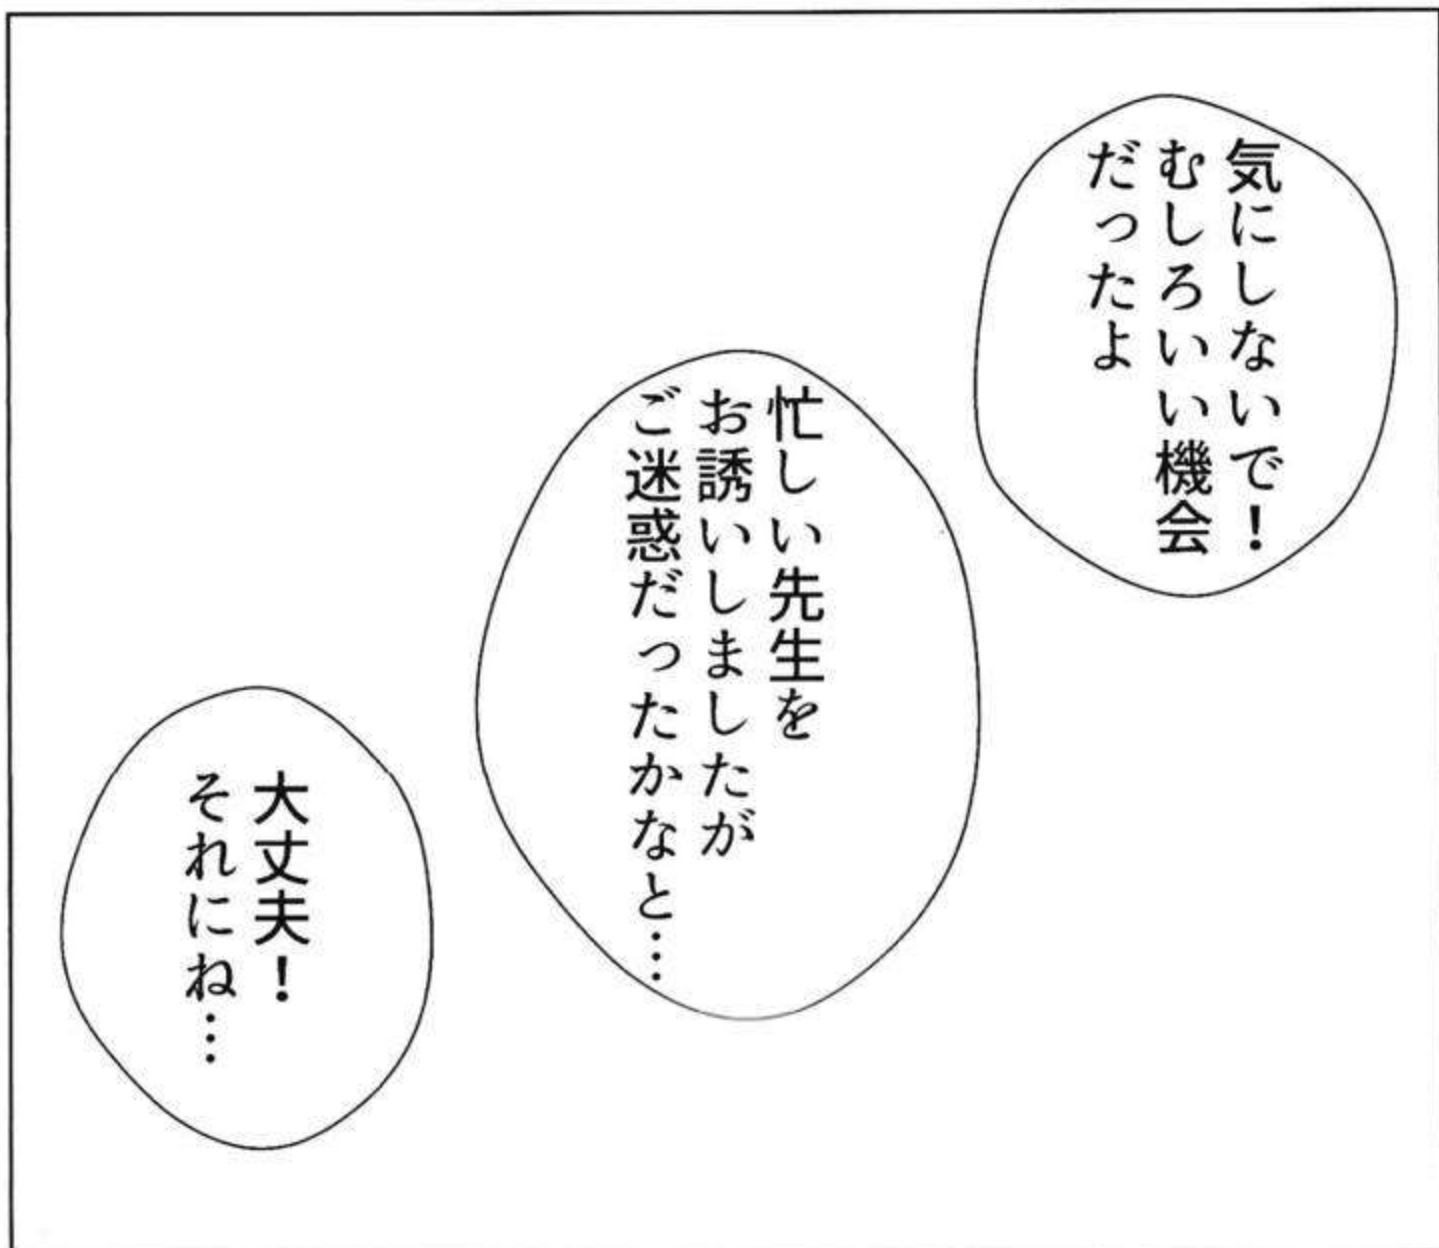 気にしないで！
むしろいい機会
だったよ
忙しい先生を
お誘いしましたが
ご迷惑だったかなと…
大丈夫！
それにね…